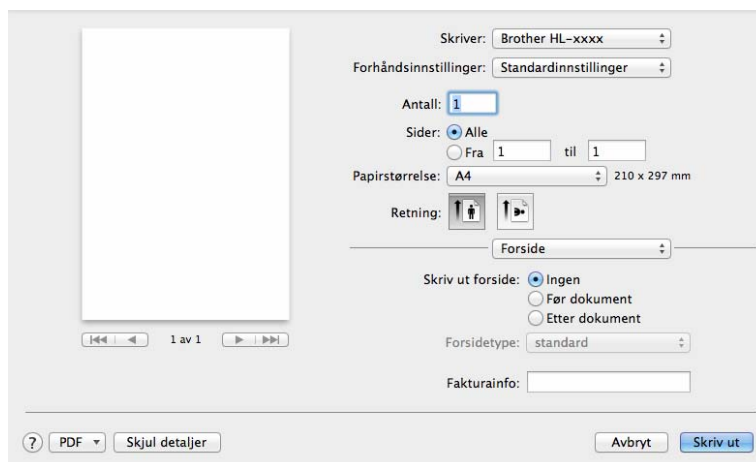 Skriver: Brother HL-xxxx
Forhåndsinnstillinger: Standardinnstillinger
Antall: 1
Sider: Alle
Fra 1 til 1
Papirstørrelse: A4 210 x 297 mm
Retning:
Forside
Skriv ut forside: Ingen
Før dokument
Etter dokument
1 av 1
Forsidetype: standard
Fakturainfo:
? PDF Skjul detaljer Avbryt Skriv ut